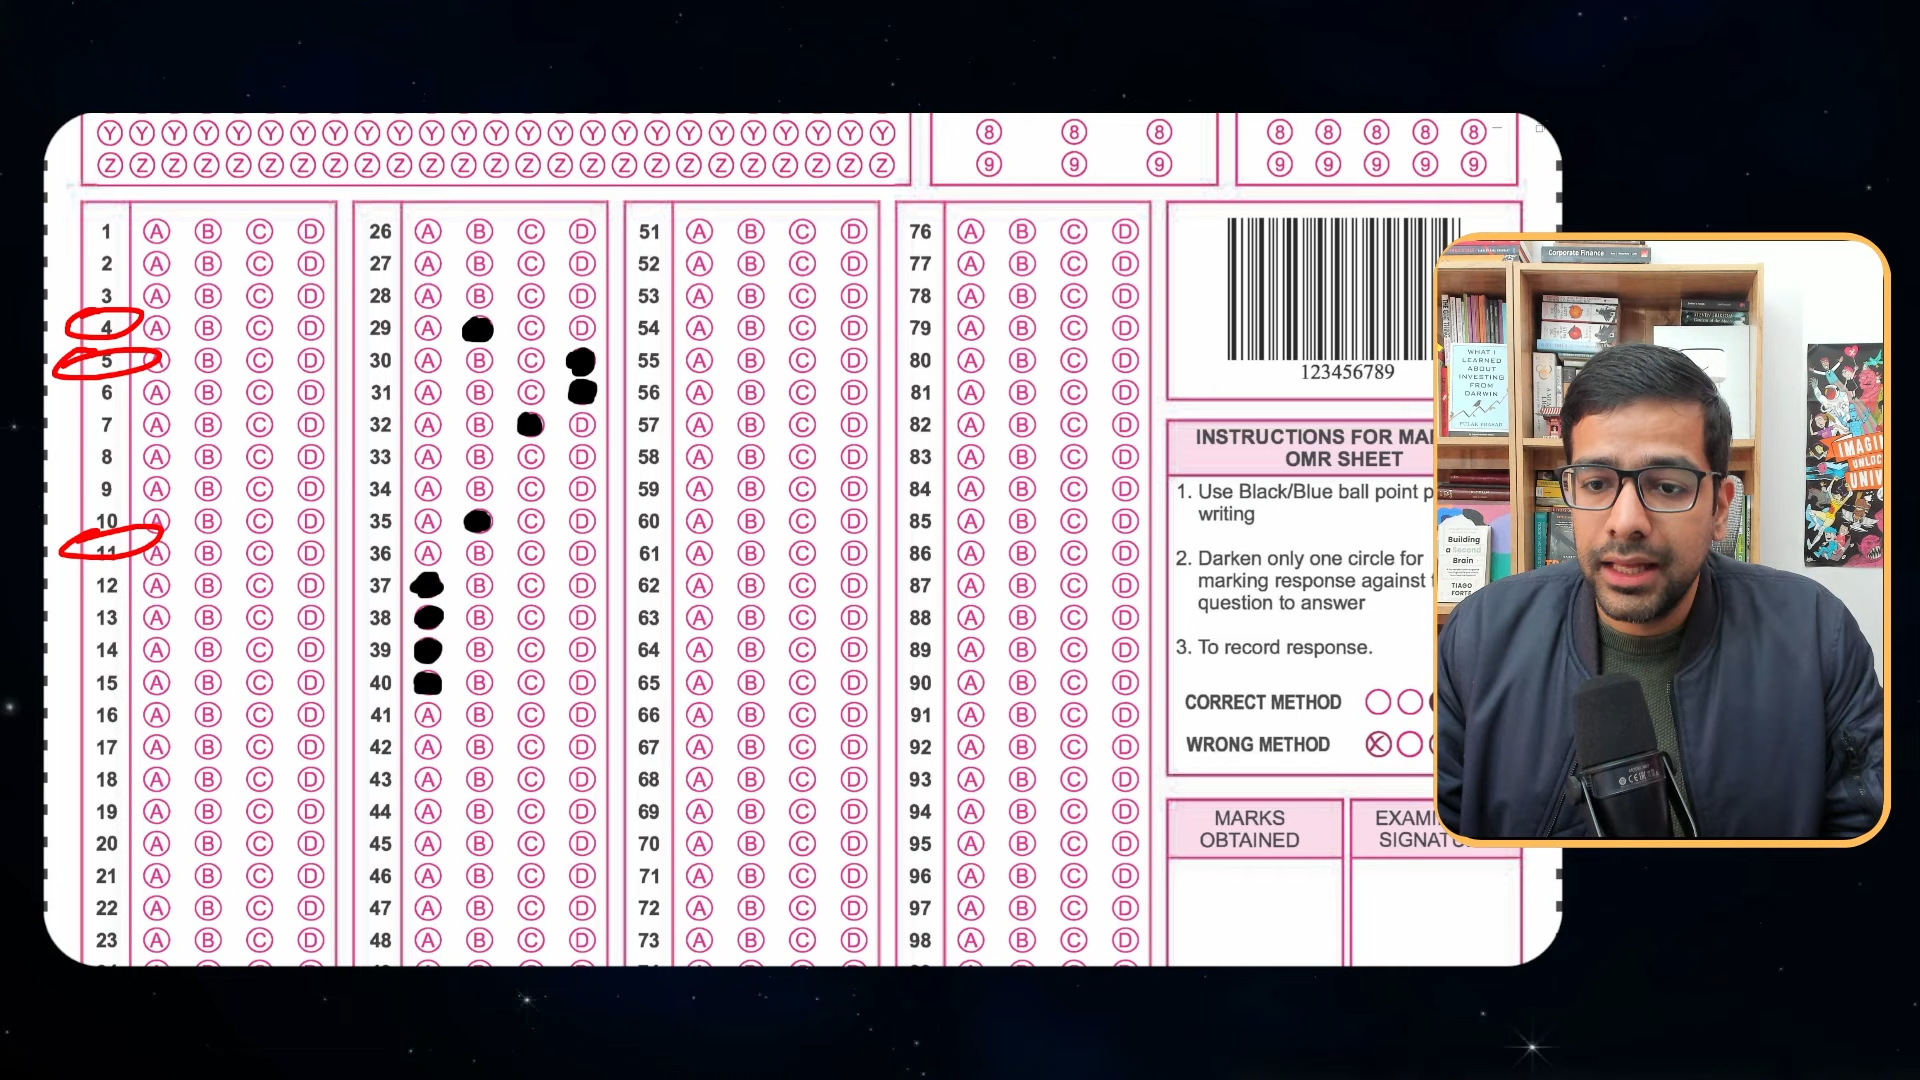 Y Y Y Y Y Y Y Y Y Y Y Y Y Y Y Y Y Y Y Y Y Y Y Y Y
Z Z Z Z Z Z Z Z Z Z Z Z Z Z Z Z Z Z Z Z Z Z Z Z Z
8 8 8
9 9 9
8 8 8 8 8
9 9 9 9 9
1 A B C D
2 A B C D
3 A B C D
4 A B C D
5 A B C D
6 A B C D
7 A B C D
8 A B C D
9 A B C D
10 A B C D
11 A B C D
12 A B C D
13 A B C D
14 A B C D
15 A B C D
16 A B C D
17 A B C D
18 A B C D
19 A B C D
20 A B C D
21 A B C D
22 A B C D
23 A B C D
26 A B C D
27 A B C D
28 A B C D
29 A C D
30 A B C
31 A B C
32 A B D
33 A B C D
34 A B C D
35 A C D
36 A B C D
37 B C D
38 B C D
39 B C D
40 B C D
41 A B C D
42 A B C D
43 A B C D
44 A B C D
45 A B C D
46 A B C D
47 A B C D
48 A B C D
51 A B C D
52 A B C D
53 A B C D
54 A B C D
55 A B C D
56 A B C D
57 A B C D
58 A B C D
59 A B C D
60 A B C D
61 A B C D
62 A B C D
63 A B C D
64 A B C D
65 A B C D
66 A B C D
67 A B C D
68 A B C D
69 A B C D
70 A B C D
71 A B C D
72 A B C D
73 A B C D
76 A B C D
77 A B C D
78 A B C D
79 A B C D
80 A B C D
81 A B C D
82 A B C D
83 A B C D
84 A B C D
85 A B C D
86 A B C D
87 A B C D
88 A B C D
89 A B C D
90 A B C D
91 A B C D
92 A B C D
93 A B C D
94 A B C D
95 A B C D
96 A B C D
97 A B C D
98 A B C D
123456789
INSTRUCTIONS FOR MA
OMR SHEET
1. Use Black/Blue ball point p
writing
2. Darken only one circle for
marking response against
question to answer
3. To record response.
CORRECT METHOD
WRONG METHOD
MARKS
OBTAINED
EXAMI
SIGNATU
Corporate Finance
WHAT I
LEARNED
ABOUT
INVESTING
FROM
DARWIN
PULAK PRASAD
Building
a Second
Brain
TIAGO
FORTE
IMAGI
UNLOC
UNIV